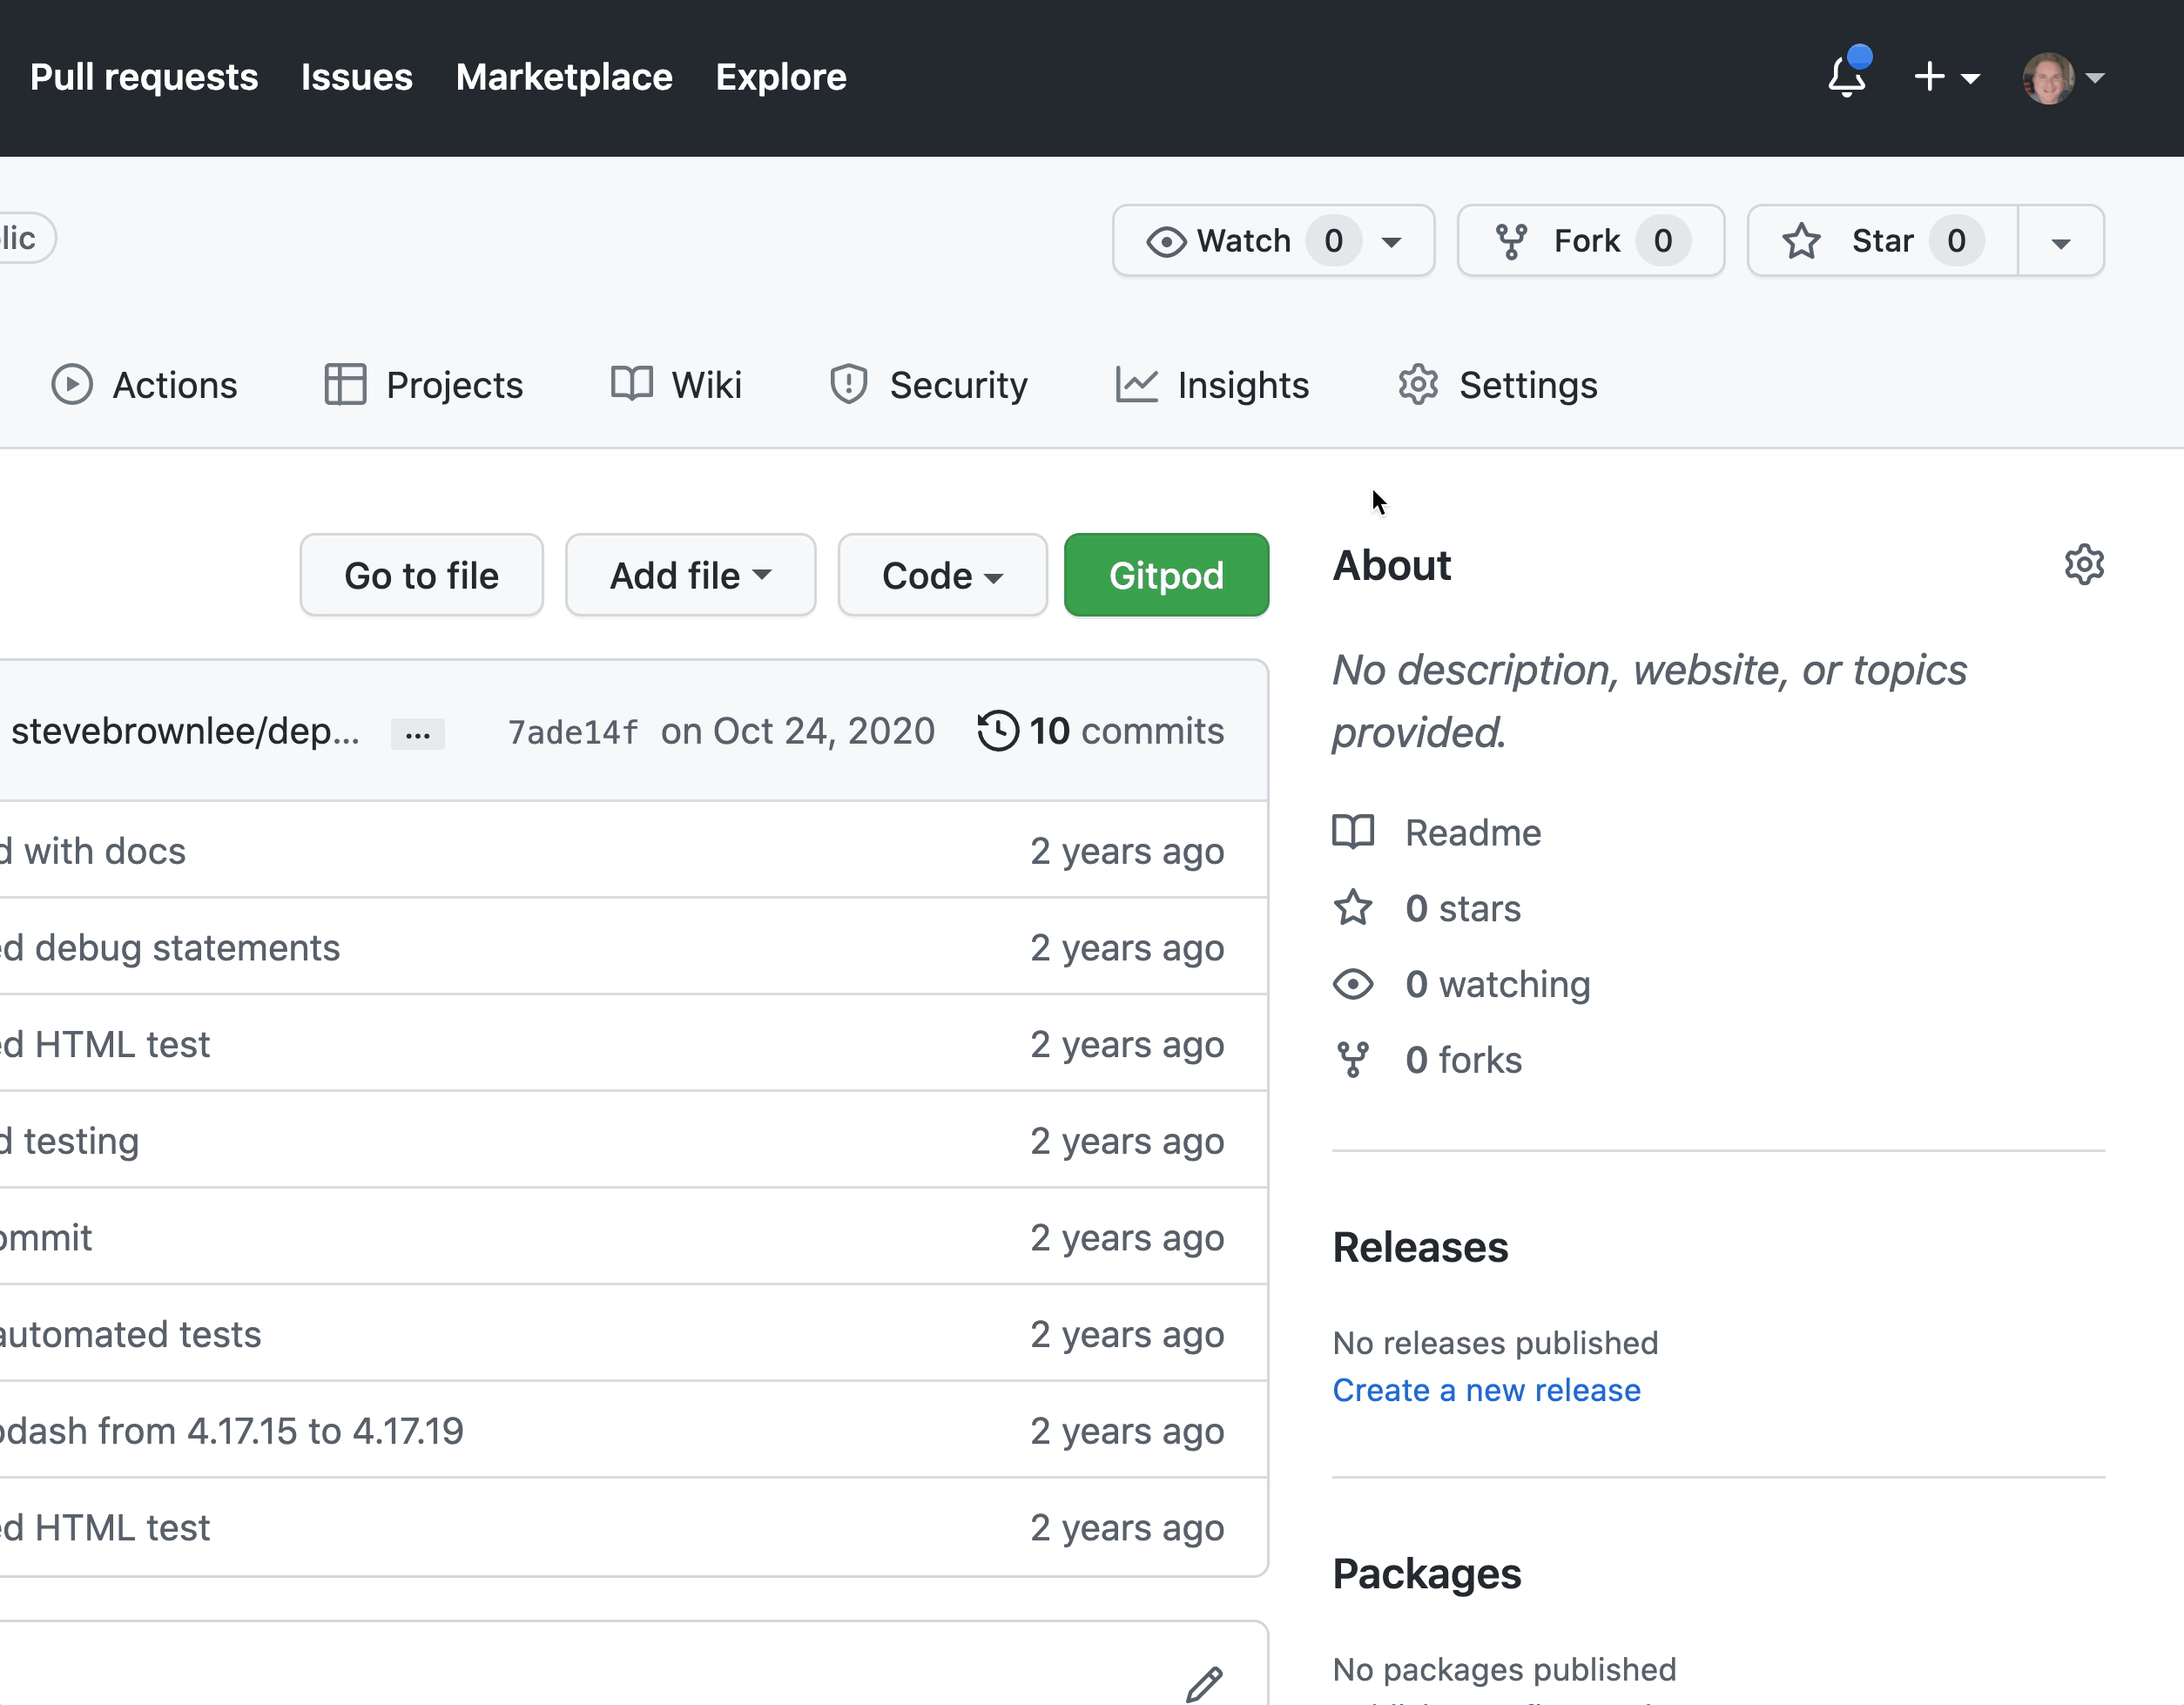 Pull requests Issues Marketplace Explore
lic
Watch 0 Fork 0 Star 0
Actions Projects Wiki Security Insights Settings
Go to file Add file Code Gitpod
stevebrownlee/dep... ... 7ade14f on Oct 24, 2020 10 commits
d with docs 2 years ago
ed debug statements 2 years ago
ed HTML test 2 years ago
d testing 2 years ago
ommit 2 years ago
automated tests 2 years ago
odash from 4.17.15 to 4.17.19 2 years ago
ed HTML test 2 years ago
About
No description, website, or topics
provided.
Readme
0 stars
0 watching
0 forks
Releases
No releases published
Create a new release
Packages
No packages published